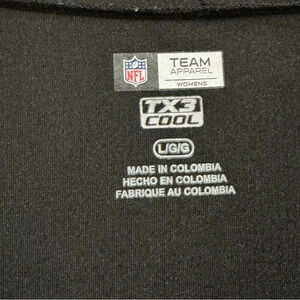 NFL
TEAM
APPAREL
WOMENS
TX3
COOL
L/G/G
MADE IN COLOMBIA
HECHO EN COLOMBIA
FABRIQUE AU COLOMBIA